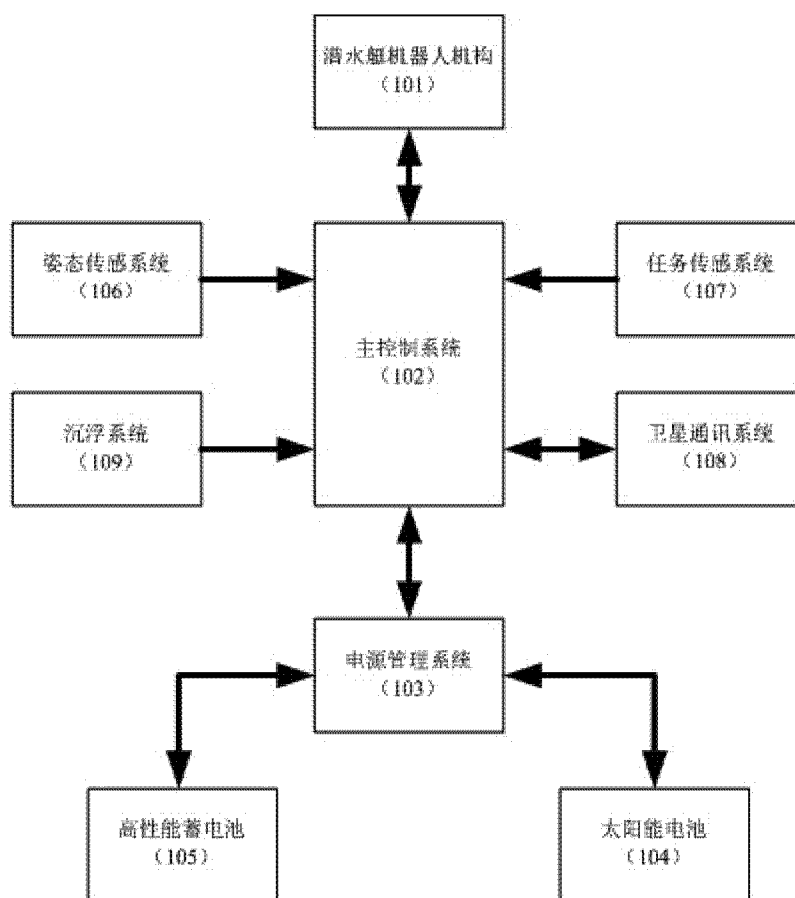 潜水艇机器人机构
（101）
姿态传感系统
（106）
任务传感系统
（107）
主控制系统
（102）
沉浮系统
（109）
卫星通讯系统
（108）
电源管理系统
（103）
高性能蓄电池
（105）
太阳能电池
（104）